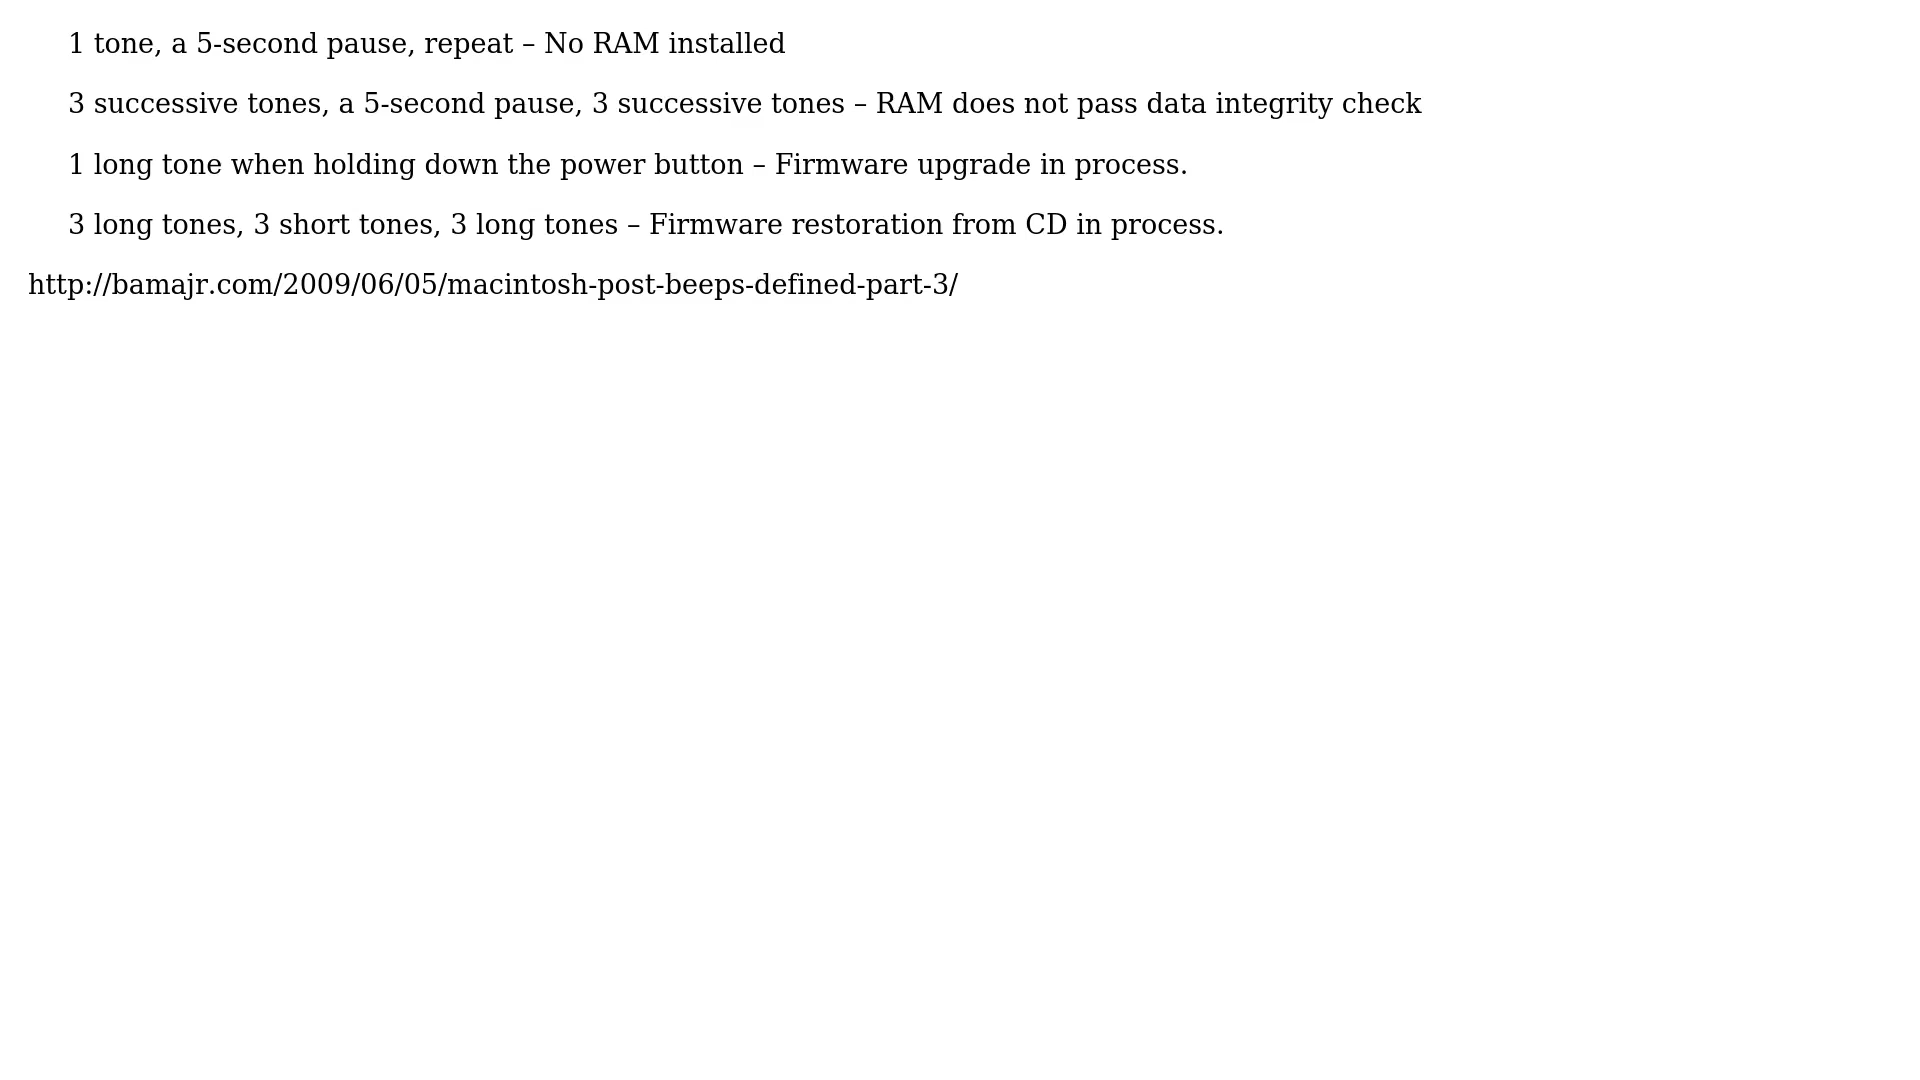 1 tone, a 5-second pause, repeat – No RAM installed
3 successive tones, a 5-second pause, 3 successive tones – RAM does not pass data integrity check
1 long tone when holding down the power button – Firmware upgrade in process.
3 long tones, 3 short tones, 3 long tones – Firmware restoration from CD in process.
http://bamajr.com/2009/06/05/macintosh-post-beeps-defined-part-3/